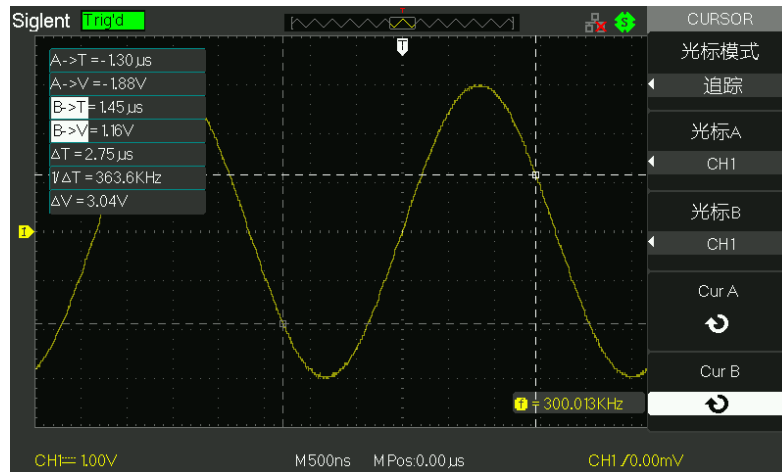 Siglent Trig'd
T
CURSOR
光标模式
追踪
光标A
CH1
光标B
CH1
Cur A
Cur B
T
A->T =-1.30µs
A->V =-1.88V
B->T = 1.45µs
B->V = 1.16V
ΔT = 2.75µs
1/ΔT = 363.6KHz
ΔV = 3.04V
1
f = 300.013KHz
CH1 1.00V M500ns M Pos:0.00µs CH1 /0.00mV